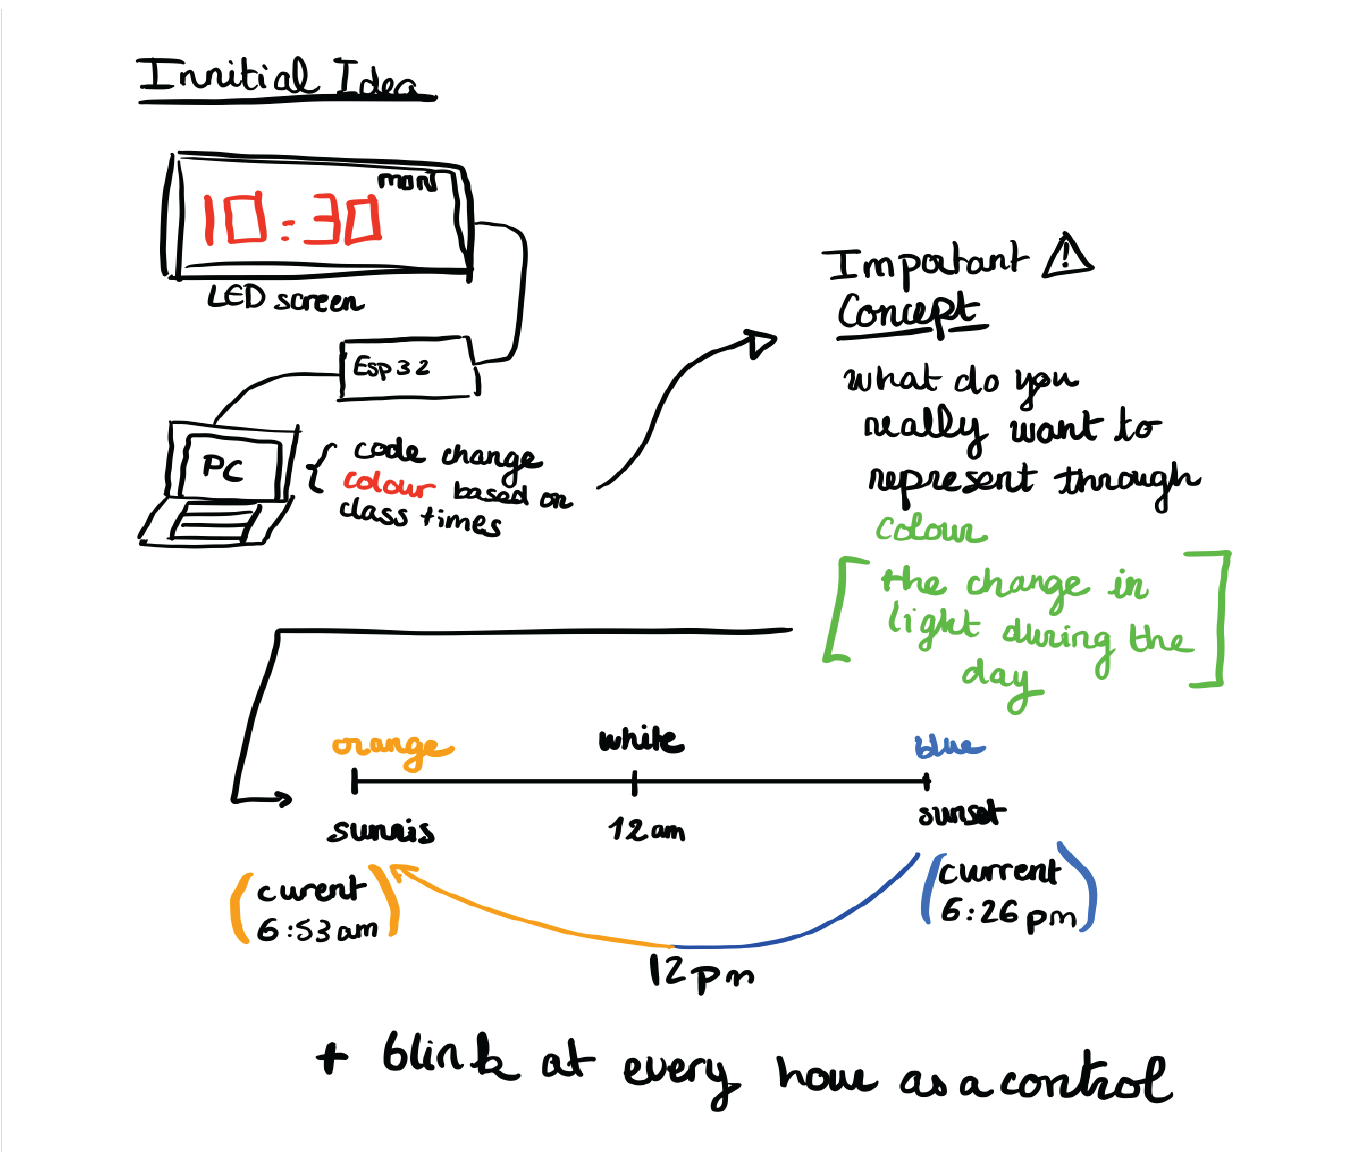 Innitial Idea
MON
10:30
LED screen
Esp32
PC
code change
colour based on
class times
Important
Concept
what do you
really want to
represent through
colour
the change in
light during the
day
orange white blue
sunris 12am sunset
(curent
6:53am)
(current
6:26pm)
12pm
+ blink at every hour as a control